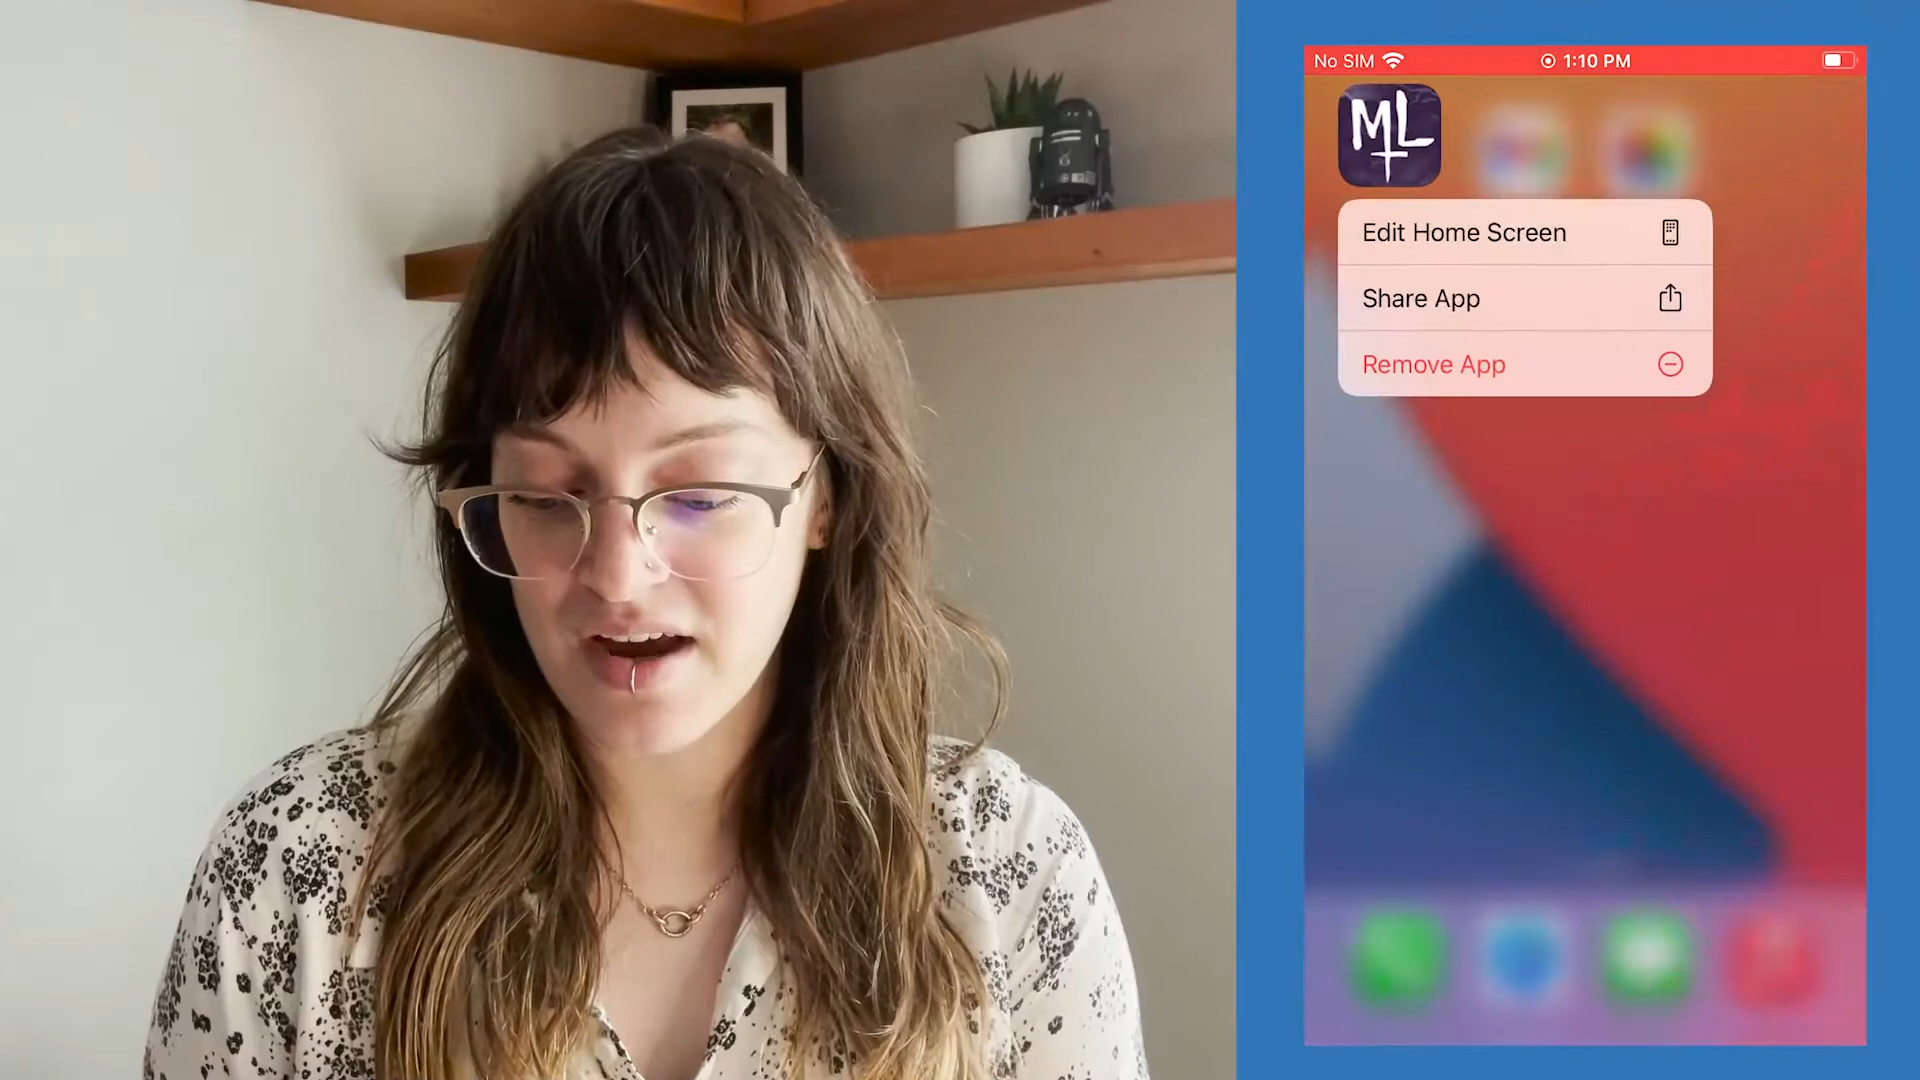 No SIM 1:10 PM
ML
Edit Home Screen
Share App
Remove App